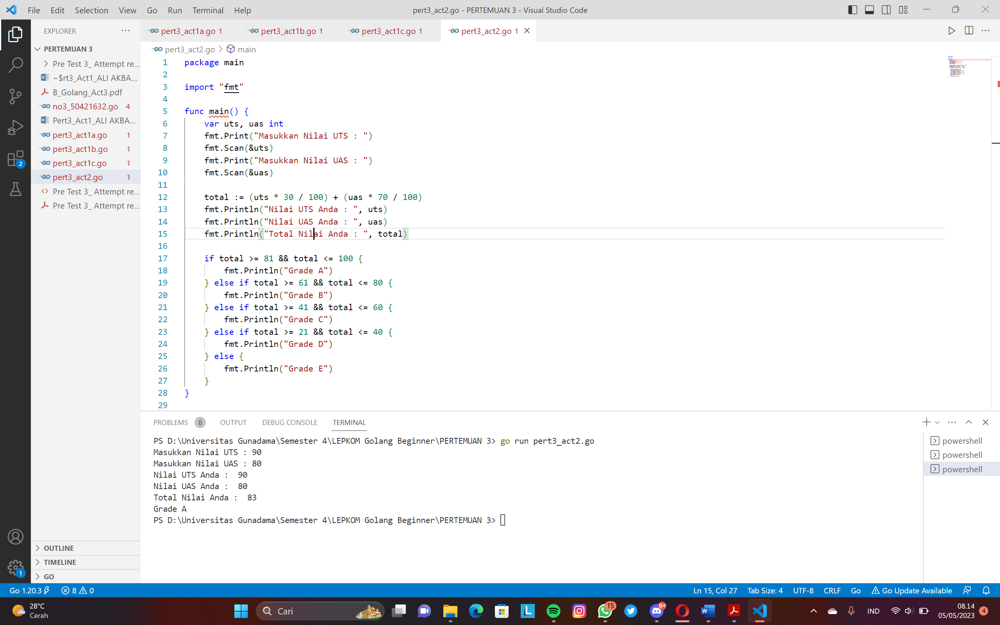 File Edit Selection View Go Run Terminal Help
pert3_act2.go - PERTEMUAN 3 - Visual Studio Code
EXPLORER
PERTEMUAN 3
Pre Test 3_ Attempt re...
~$rt3_Act1_ALI AKBA...
B_Golang_Act3.pdf
no3_50421632.go 4
Pert3_Act1_ALI AKBA...
pert3_act1a.go 1
pert3_act1b.go 1
pert3_act1c.go 1
pert3_act2.go 1
Pre Test 3_ Attempt re...
Pre Test 3_ Attempt re...
OUTLINE
TIMELINE
GO
2
1
pert3_act1a.go 1 pert3_act1b.go 1 pert3_act1c.go 1 pert3_act2.go 1
pert3_act2.go > main
1 package main
2
3 import "fmt"
4
5 func main() {
6 var uts, uas int
7 fmt.Print("Masukkan Nilai UTS : ")
8 fmt.Scan(&uts)
9 fmt.Print("Masukkan Nilai UAS : ")
10 fmt.Scan(&uas)
11
12 total := (uts * 30 / 100) + (uas * 70 / 100)
13 fmt.Println("Nilai UTS Anda : ", uts)
14 fmt.Println("Nilai UAS Anda : ", uas)
15 fmt.Println("Total Nilai Anda : ", total)
16
17 if total >= 81 && total <= 100 {
18 fmt.Println("Grade A")
19 } else if total >= 61 && total <= 80 {
20 fmt.Println("Grade B")
21 } else if total >= 41 && total <= 60 {
22 fmt.Println("Grade C")
23 } else if total >= 21 && total <= 40 {
24 fmt.Println("Grade D")
25 } else {
26 fmt.Println("Grade E")
27 }
28 }
29
PROBLEMS 8 OUTPUT DEBUG CONSOLE TERMINAL
PS D:\Universitas Gunadama\Semester 4\LEPKOM Golang Beginner\PERTEMUAN 3> go run pert3_act2.go
Masukkan Nilai UTS : 90
Masukkan Nilai UAS : 80
Nilai UTS Anda :  90
Nilai UAS Anda :  80
Total Nilai Anda :  83
Grade A
PS D:\Universitas Gunadama\Semester 4\LEPKOM Golang Beginner\PERTEMUAN 3>
powershell
powershell
powershell
Go 1.20.3 8 0 Ln 15, Col 27 Tab Size: 4 UTF-8 CRLF Go Go Update Available
28°C
Cerah
Cari
15
9+
IND
08.14
05/05/2023
4